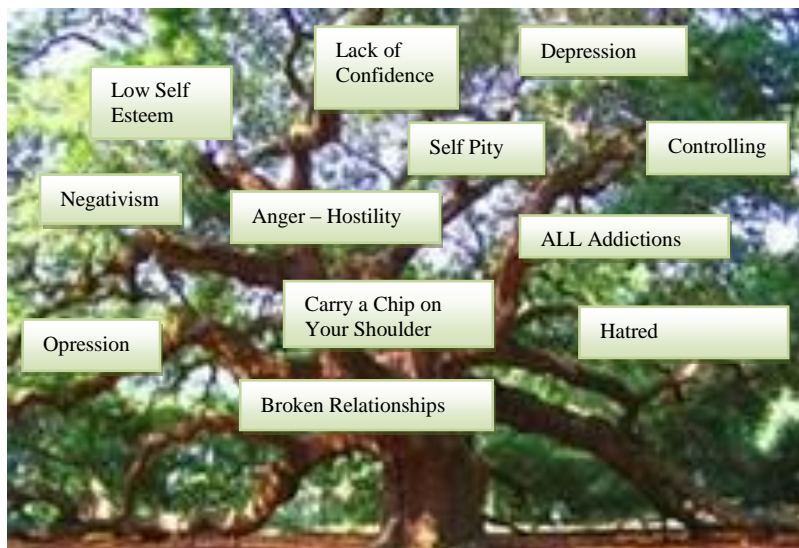 Lack of
Confidence
Depression
Low Self
Esteem
Self Pity
Controlling
Negativism
Anger – Hostility
ALL Addictions
Carry a Chip on
Your Shoulder
Opression
Hatred
Broken Relationships